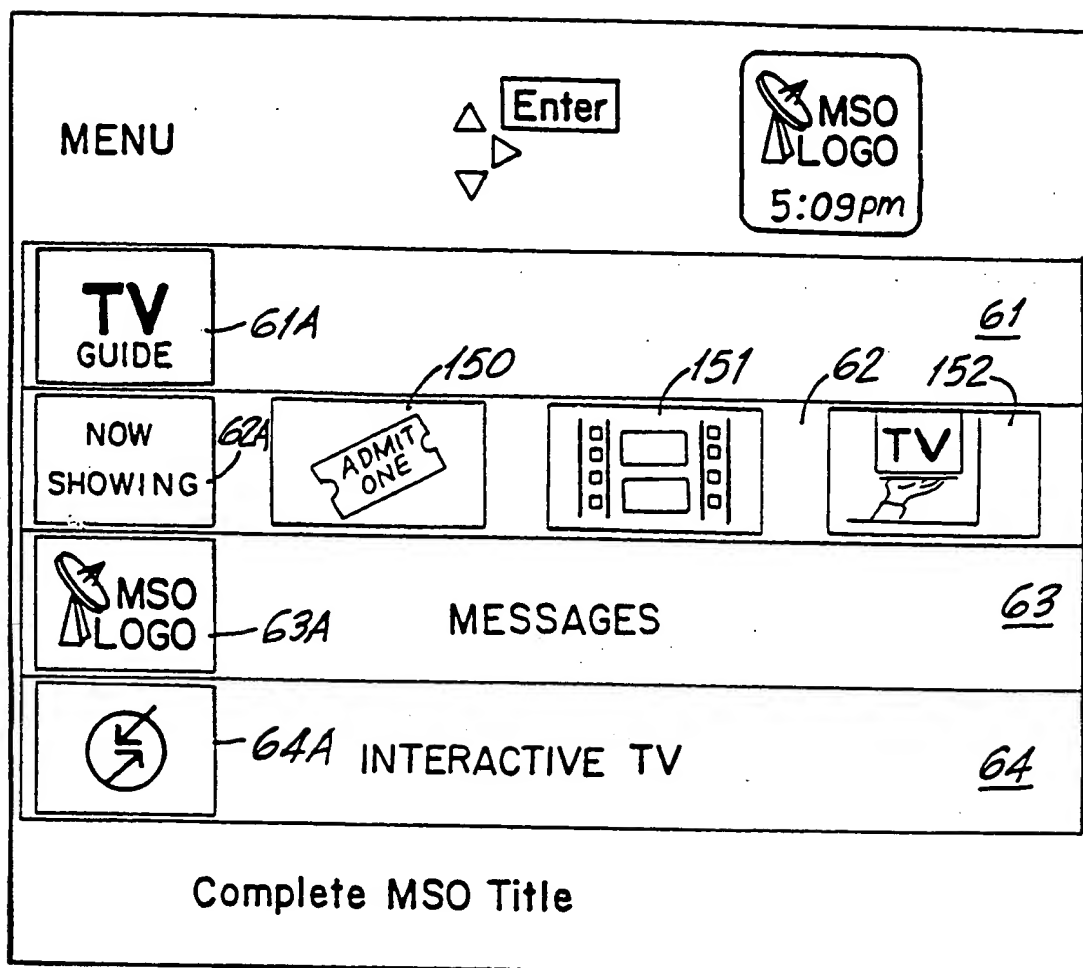 MENU
Enter
MSO
LOGO
5:09pm
TV
GUIDE
61A
61
150
151
62
152
NOW
SHOWING
62A
ADMIT
ONE
TV
MSO
LOGO
63A
MESSAGES
63
64A
INTERACTIVE TV
64
Complete MSO Title